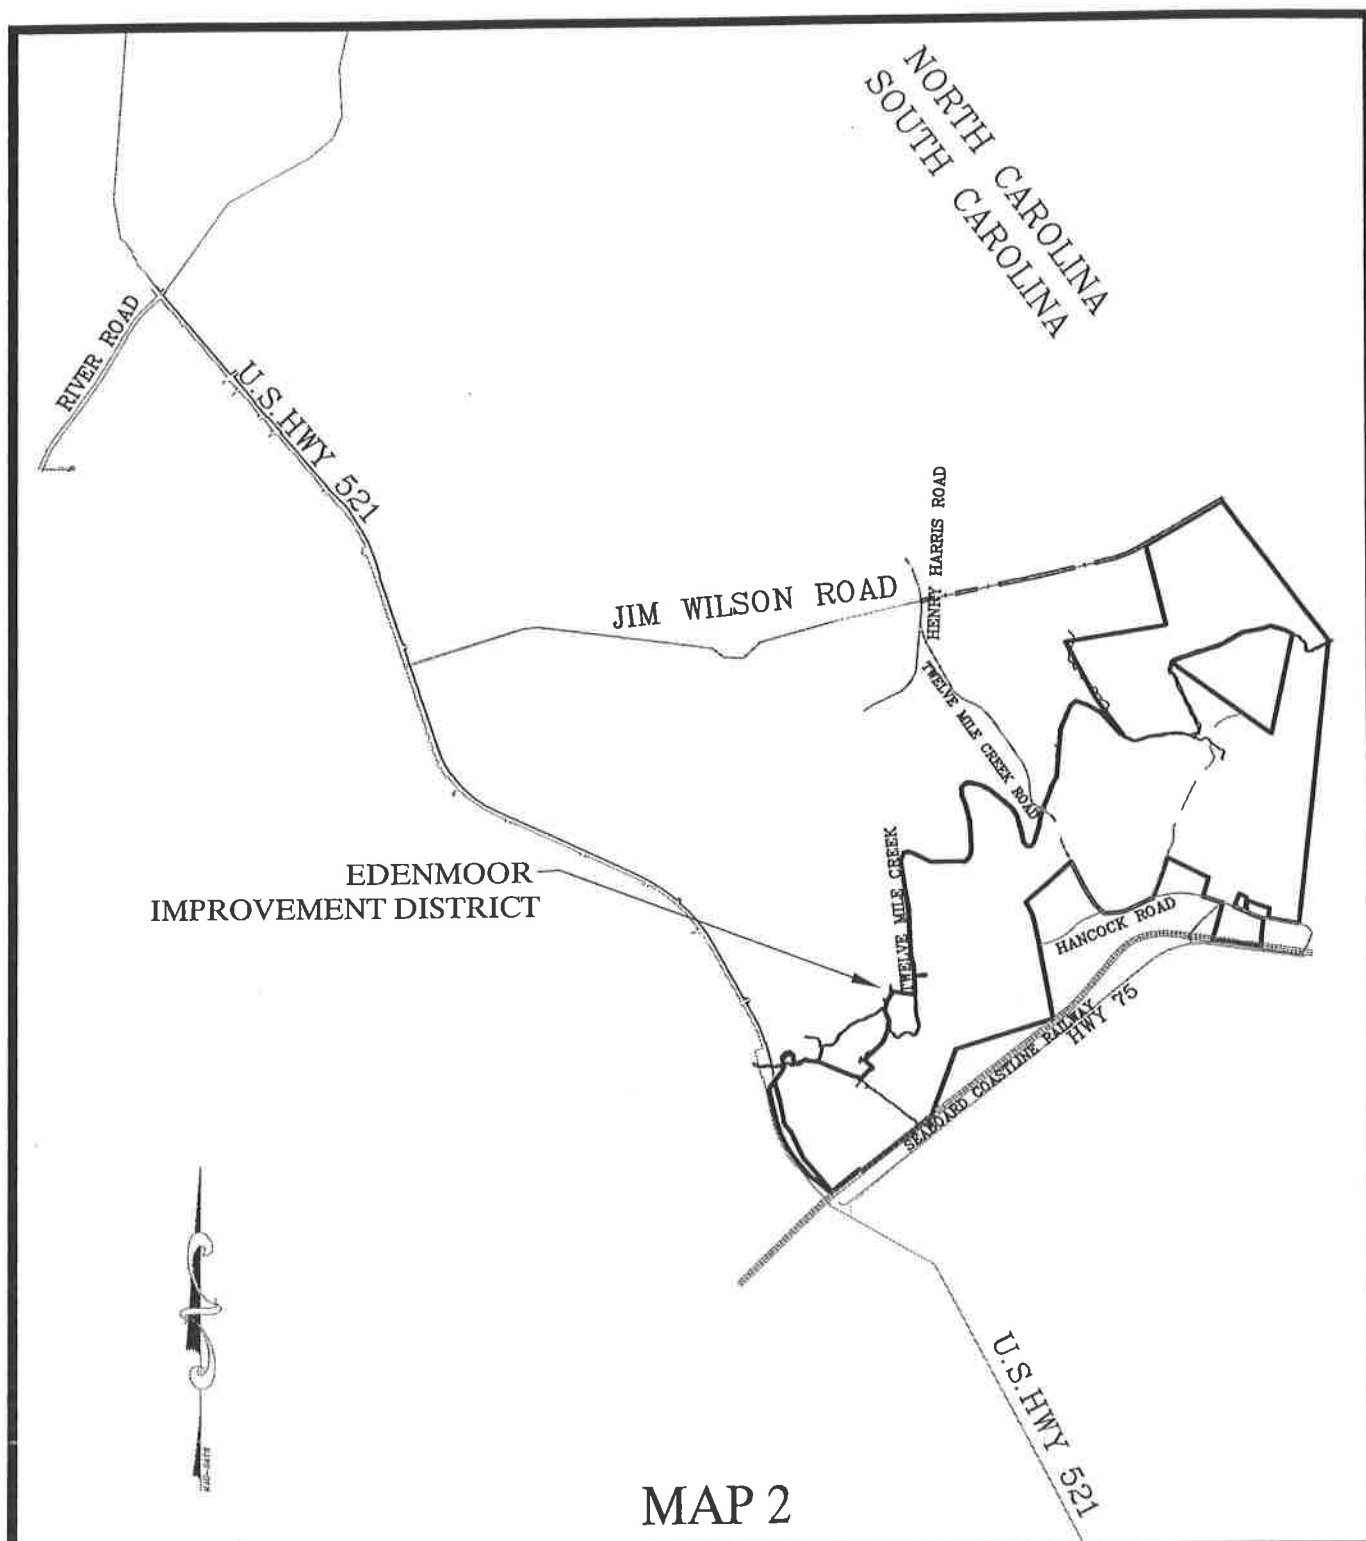 NORTH CAROLINA
SOUTH CAROLINA
RIVER ROAD
U.S. HWY 521
HENRY HARRIS ROAD
JIM WILSON ROAD
TWELVE MILE CREEK ROAD
TWELVE MILE CREEK
EDENMOOR
IMPROVEMENT DISTRICT
HANCOCK ROAD
HWY 75
SEABOARD COASTLINE RAILWAY
U.S. HWY 521
MAP 2